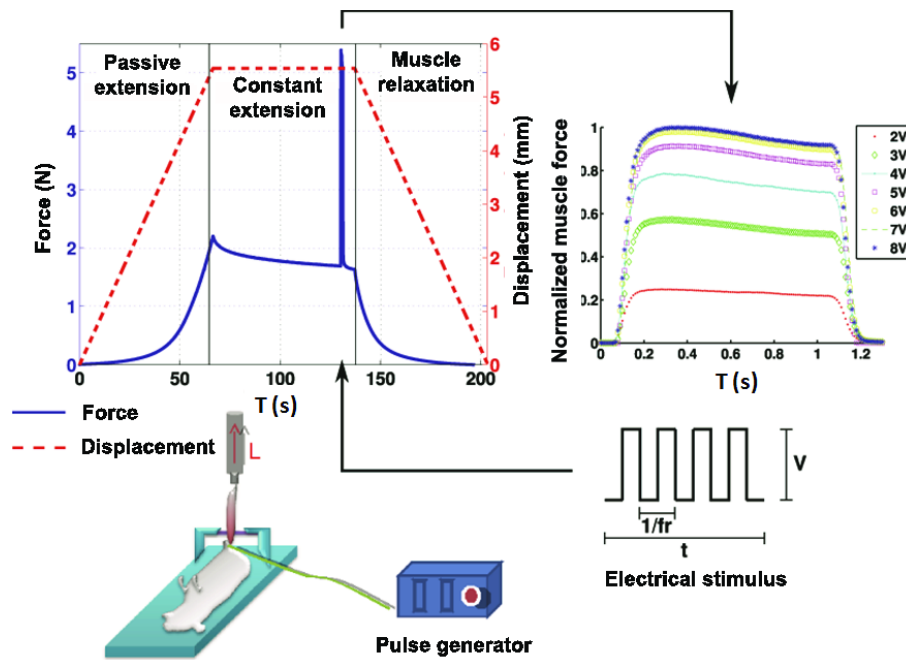 Passive
extension
Constant
extension
Muscle
relaxation
Force (N)
5
4
3
2
1
0
Displacement (mm)
6
5
4
3
2
1
0
0
50
100
150
200
T (s)
Force
Displacement
Normalized muscle force
1
0.8
0.6
0.4
0.2
0
0
0.2
0.4
0.6
0.8
1
1.2
T (s)
2V
3V
4V
5V
6V
7V
8V
L
V
1/fr
t
Electrical stimulus
Pulse generator